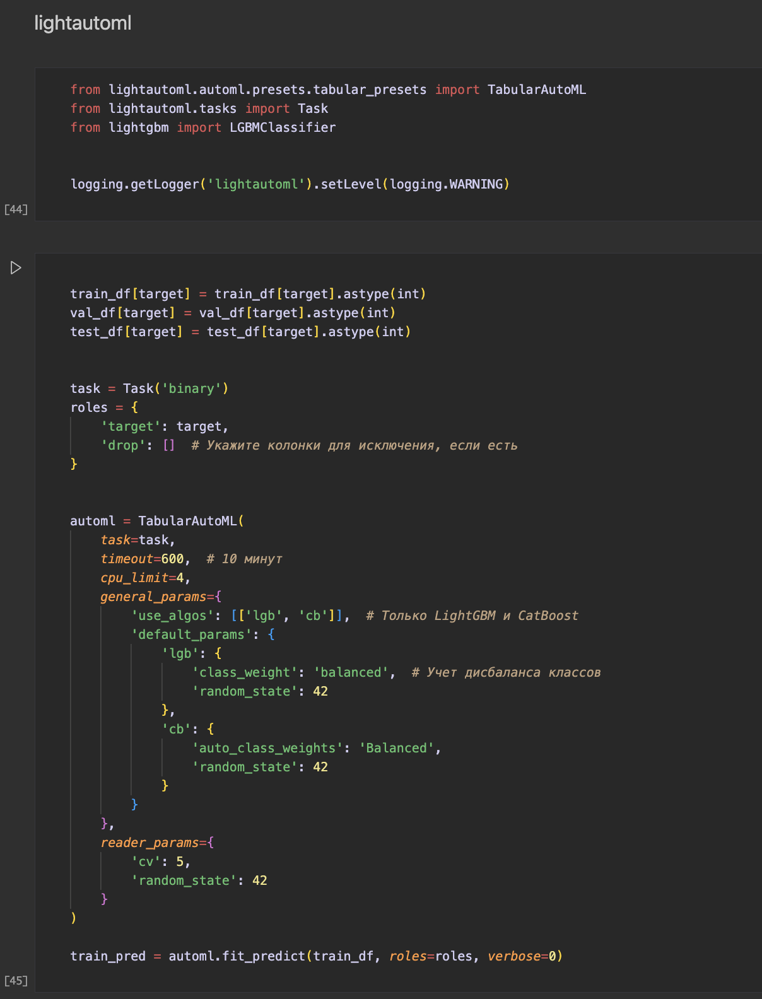 lightautoml
from lightautoml.automl.presets.tabular_presets import TabularAutoML
from lightautoml.tasks import Task
from lightgbm import LGBMClassifier
logging.getLogger('lightautoml').setLevel(logging.WARNING)
[44]
train_df[target] = train_df[target].astype(int)
val_df[target] = val_df[target].astype(int)
test_df[target] = test_df[target].astype(int)
task = Task('binary')
roles = {
    'target': target,
    'drop': []  # Укажите колонки для исключения, если есть
}
automl = TabularAutoML(
    task=task,
    timeout=600,  # 10 минут
    cpu_limit=4,
    general_params={
        'use_algos': [['lgb', 'cb']],  # Только LightGBM и CatBoost
        'default_params': {
            'lgb': {
                'class_weight': 'balanced',  # Учет дисбаланса классов
                'random_state': 42
            },
            'cb': {
                'auto_class_weights': 'Balanced',
                'random_state': 42
            }
        }
    },
    reader_params={
        'cv': 5,
        'random_state': 42
    }
)
train_pred = automl.fit_predict(train_df, roles=roles, verbose=0)
[45]